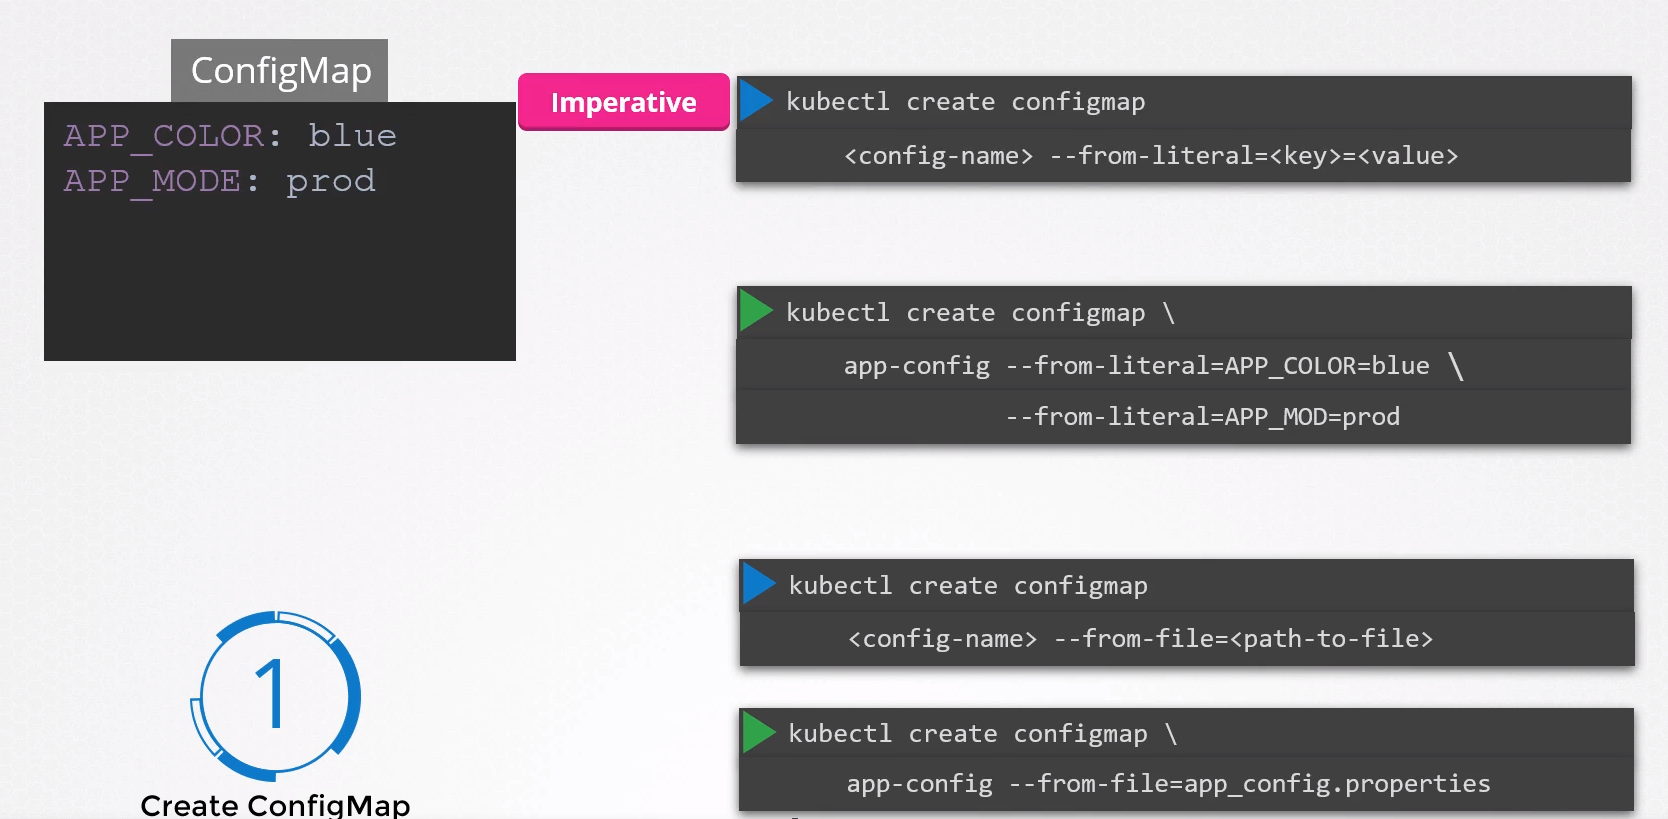 ConfigMap
APP_COLOR: blue
APP_MODE: prod
Imperative
kubectl create configmap
<config-name> --from-literal=<key>=<value>
kubectl create configmap \
app-config --from-literal=APP_COLOR=blue \
--from-literal=APP_MOD=prod
kubectl create configmap
<config-name> --from-file=<path-to-file>
kubectl create configmap \
app-config --from-file=app_config.properties
1
Create ConfigMap